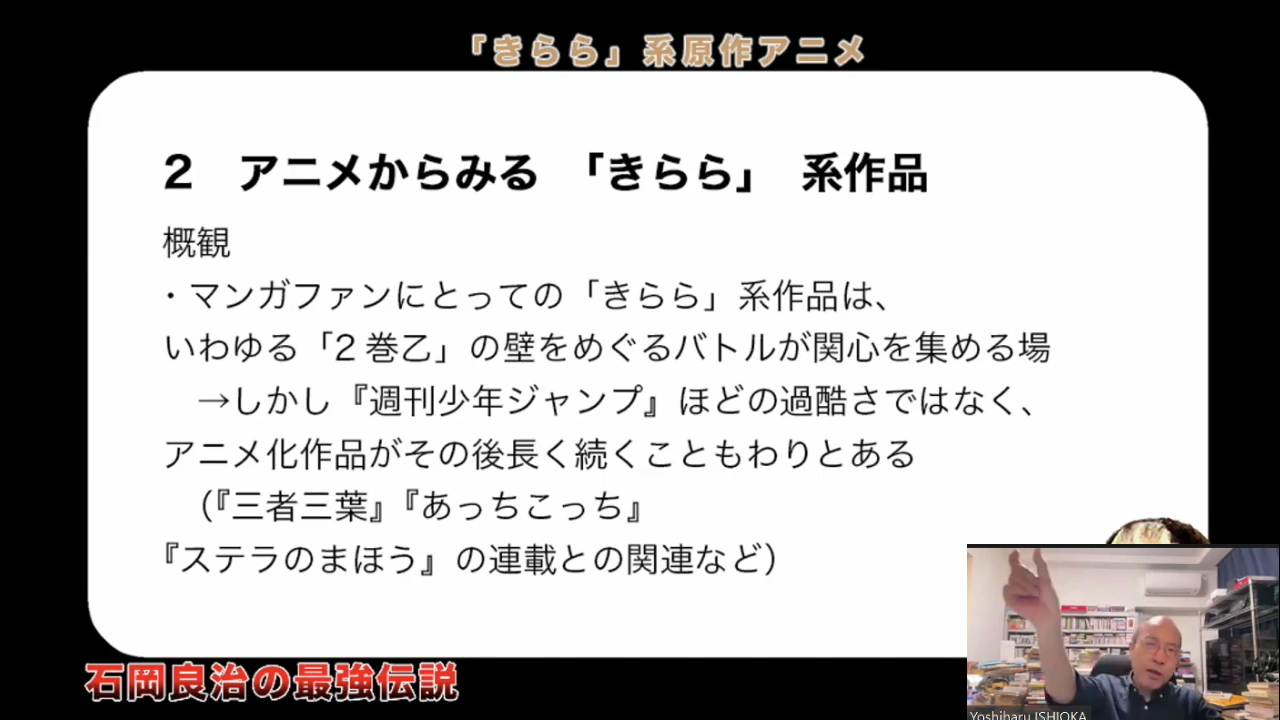 『きらら』系原作アニメ
2　アニメからみる 「きらら」 系作品
概観
・マンガファンにとっての「きらら」系作品は、
いわゆる「2巻乙」の壁をめぐるバトルが関心を集める場
→しかし『週刊少年ジャンプ』ほどの過酷さではなく、
アニメ化作品がその後長く続くこともわりとある
（『三者三葉』『あっちこっち』
『ステラのまほう』の連載との関連など）
石岡良治の最強伝説
Yoshiharu ISHIOKA